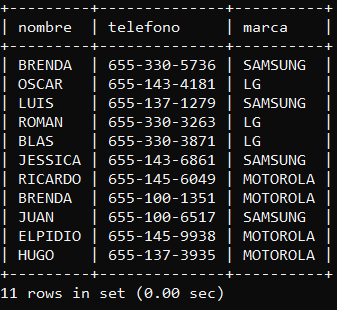 +---------+--------------+----------+
| nombre | telefono | marca |
+---------+--------------+----------+
| BRENDA | 655-330-5736 | SAMSUNG |
| OSCAR | 655-143-4181 | LG |
| LUIS | 655-137-1279 | SAMSUNG |
| ROMAN | 655-330-3263 | LG |
| BLAS | 655-330-3871 | LG |
| JESSICA | 655-143-6861 | SAMSUNG |
| RICARDO | 655-145-6049 | MOTOROLA |
| BRENDA | 655-100-1351 | MOTOROLA |
| JUAN | 655-100-6517 | SAMSUNG |
| ELPIDIO | 655-145-9938 | MOTOROLA |
| HUGO | 655-137-3935 | MOTOROLA |
+---------+--------------+----------+
11 rows in set (0.00 sec)